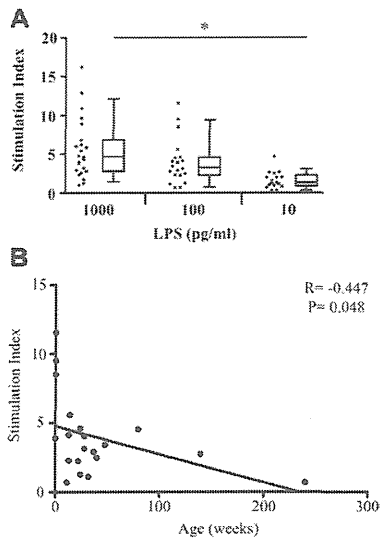 A
*
20
15
10
5
0
Stimulation Index
1000 100 10
LPS (pg/ml)
B
15
10
5
0
Stimulation Index
R= -0.447
P= 0.048
0 100 200 300
Age (weeks)